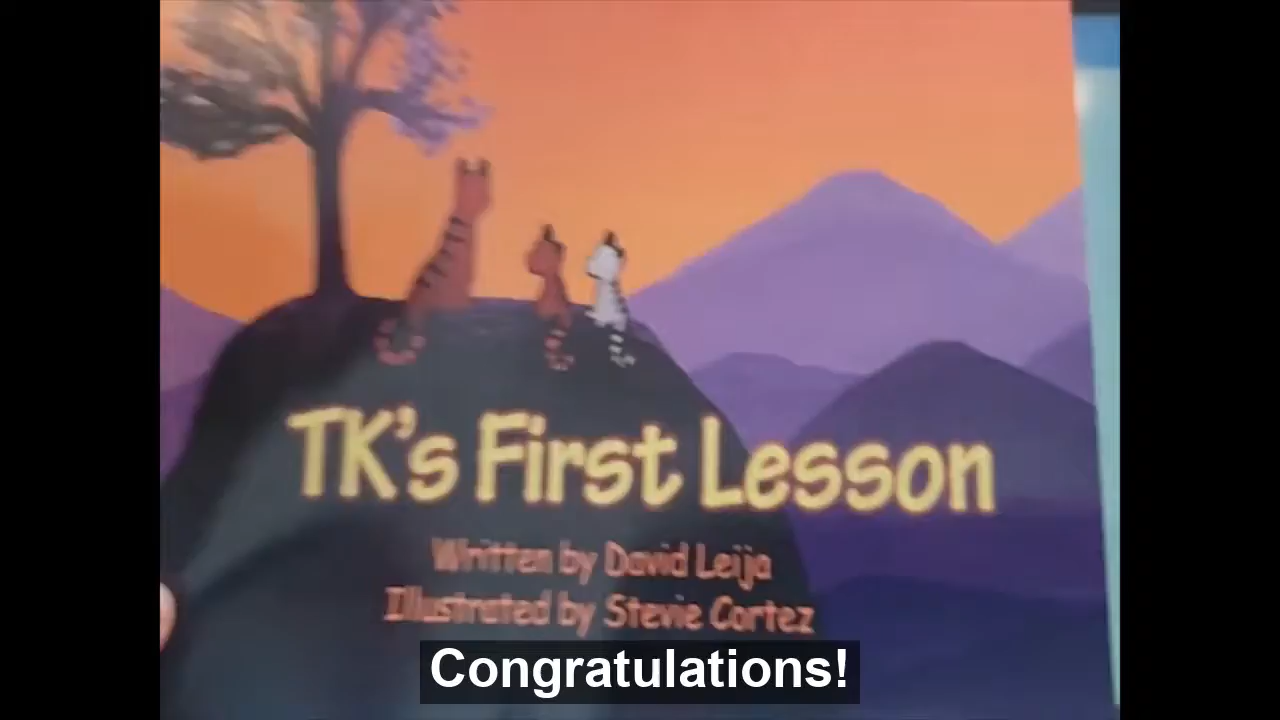 TK's First Lesson
Written by David Leija
Illustrated by Stevie Cortez
Congratulations!